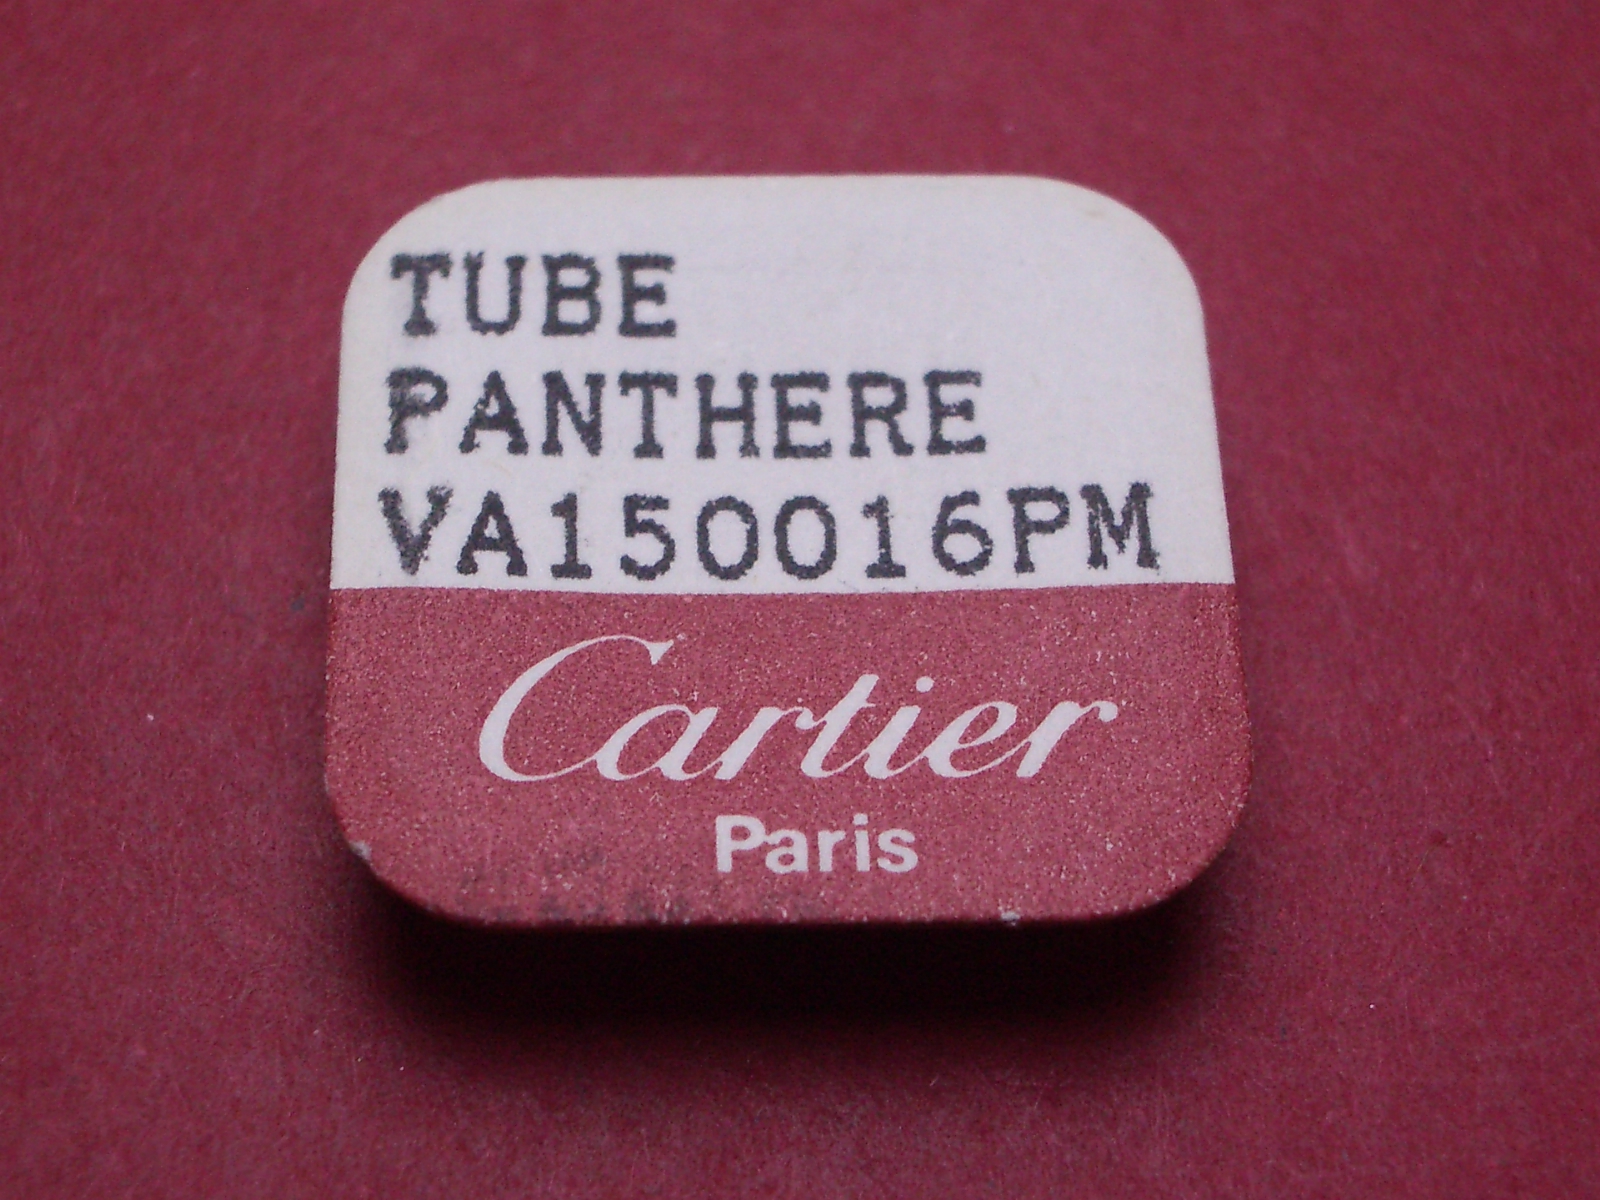 TUBE
PANTHERE
VA150016PM
Cartier
Paris